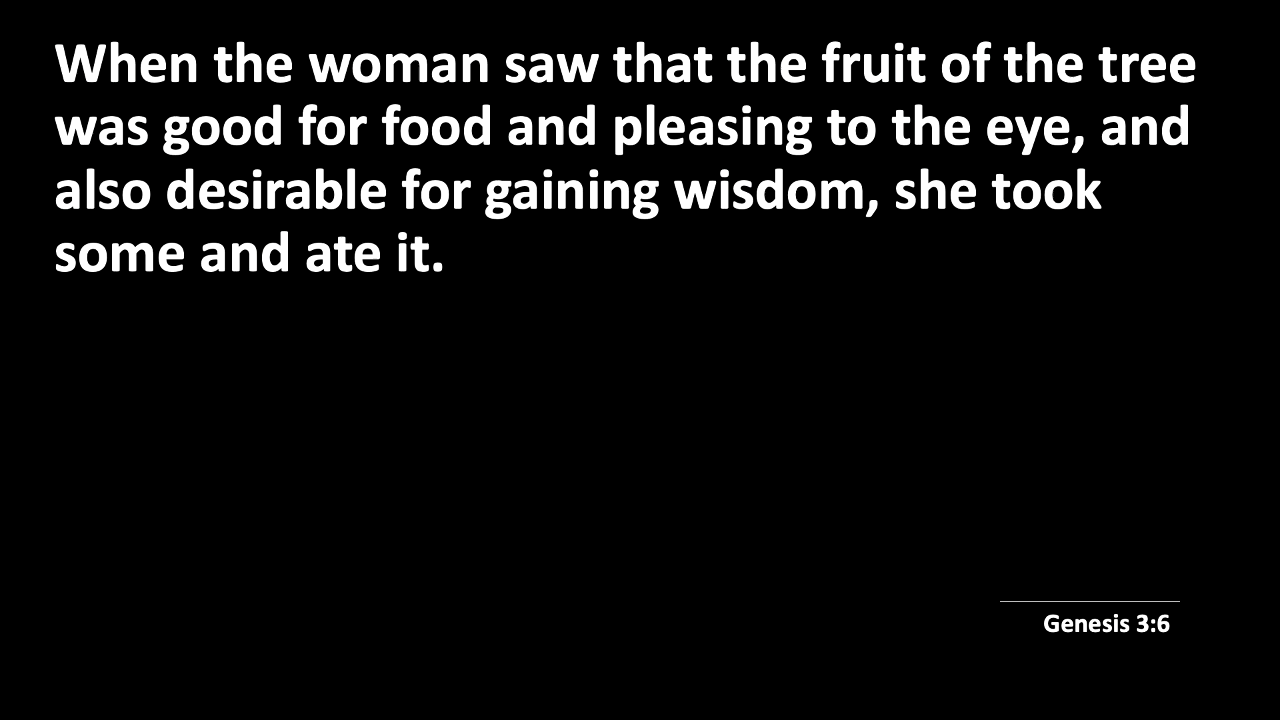 When the woman saw that the fruit of the tree
was good for food and pleasing to the eye, and
also desirable for gaining wisdom, she took
some and ate it.
Genesis 3:6